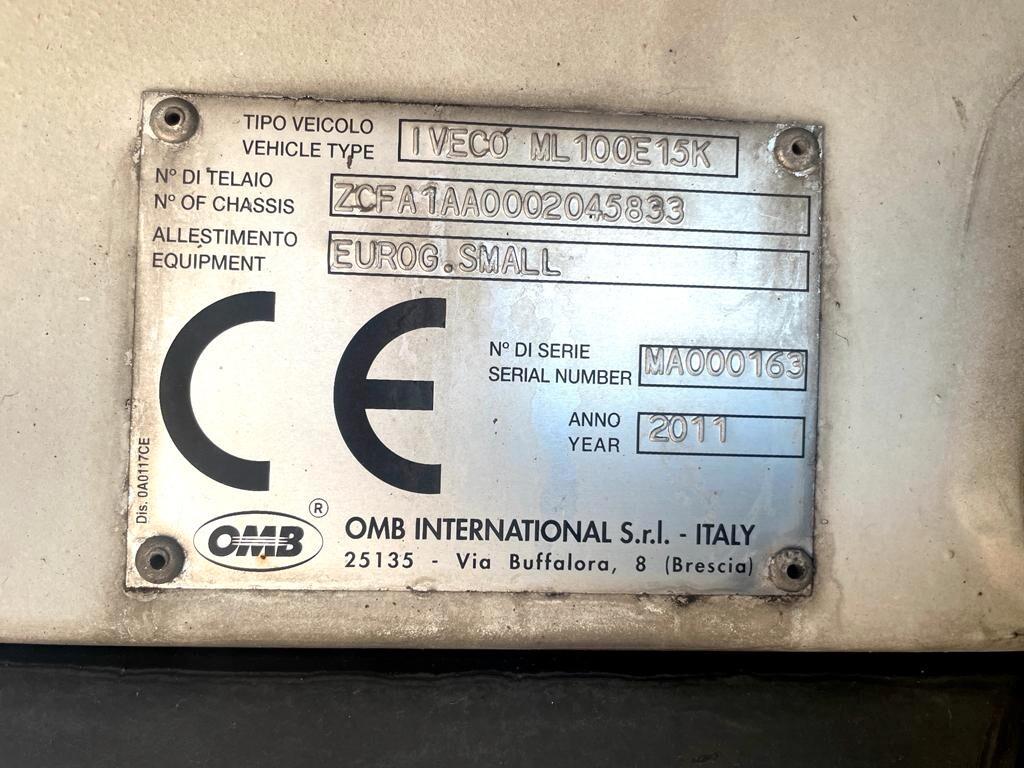 TIPO VEICOLO
VEHICLE TYPE IVECO ML100E15K
N° DI TELAIO
N° OF CHASSIS ZCFA1AA0002045833
ALLESTIMENTO
EQUIPMENT EUROG.SMALL
CE
N° DI SERIE
SERIAL NUMBER MA000163
ANNO
YEAR 2011
Dis. 0A0117CE
OMB ®
OMB INTERNATIONAL S.r.l. - ITALY
25135 - Via Buffalora, 8 (Brescia)